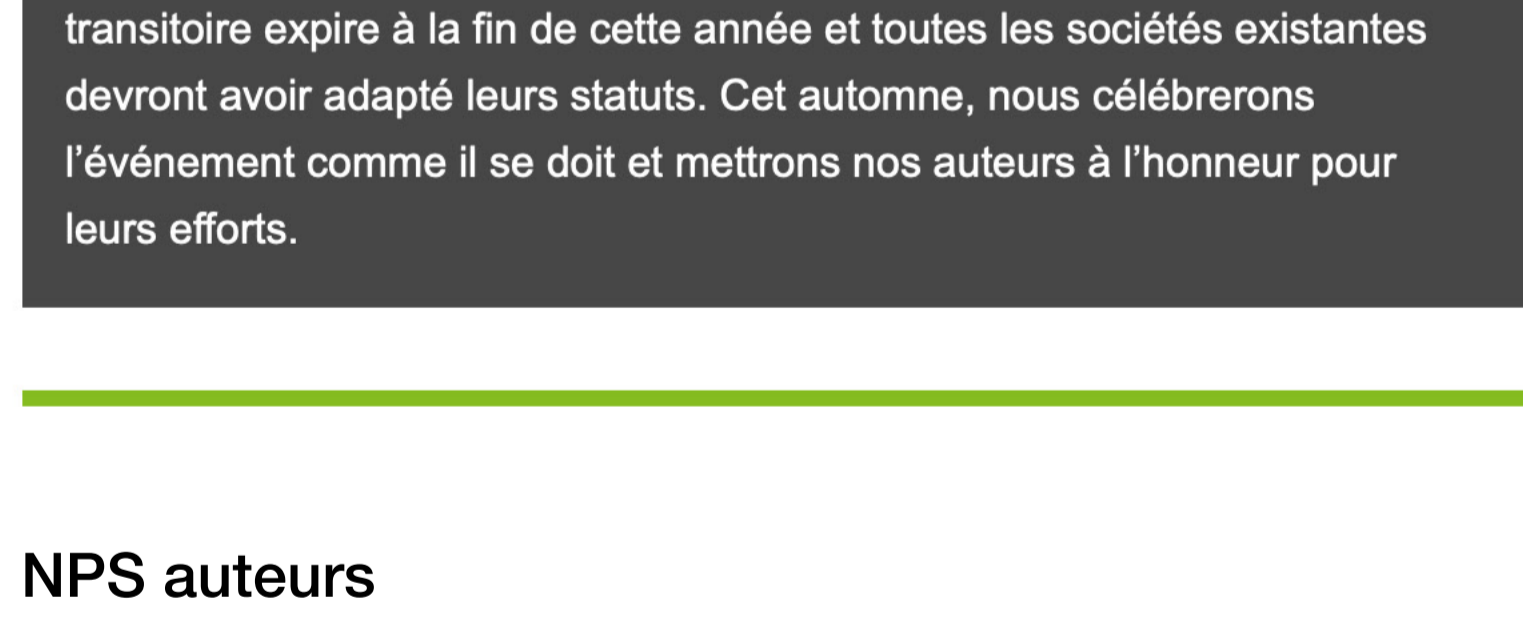 transitoire expire à la fin de cette année et toutes les sociétés existantes
devront avoir adapté leurs statuts. Cet automne, nous célébrerons
l’événement comme il se doit et mettrons nos auteurs à l’honneur pour
leurs efforts.
NPS auteurs